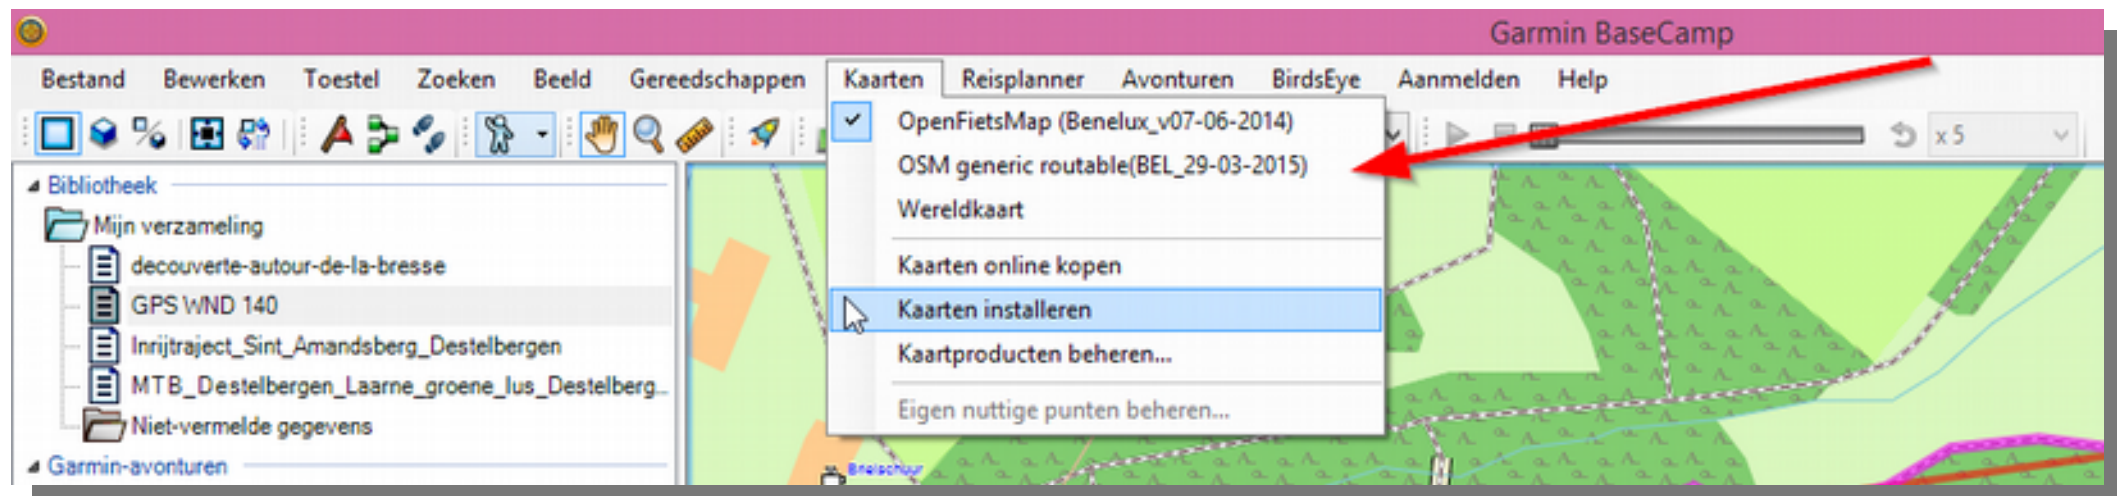 Garmin BaseCamp
Bestand Bewerken Toestel Zoeken Beeld Gereedschappen Kaarten Reisplanner Avonturen BirdsEye Aanmelden Help
x 5
OpenFietsMap (Benelux_v07-06-2014)
OSM generic routable(BEL_29-03-2015)
Wereldkaart
Kaarten online kopen
Kaarten installeren
Kaartproducten beheren...
Eigen nuttige punten beheren...
Bibliotheek
Mijn verzameling
decouverte-autour-de-la-bresse
GPS WND 140
Inrijtraject_Sint_Amandsberg_Destelbergen
MTB_Destelbergen_Laarne_groene_lus_Destelberg...
Niet-vermelde gegevens
Garmin-avonturen